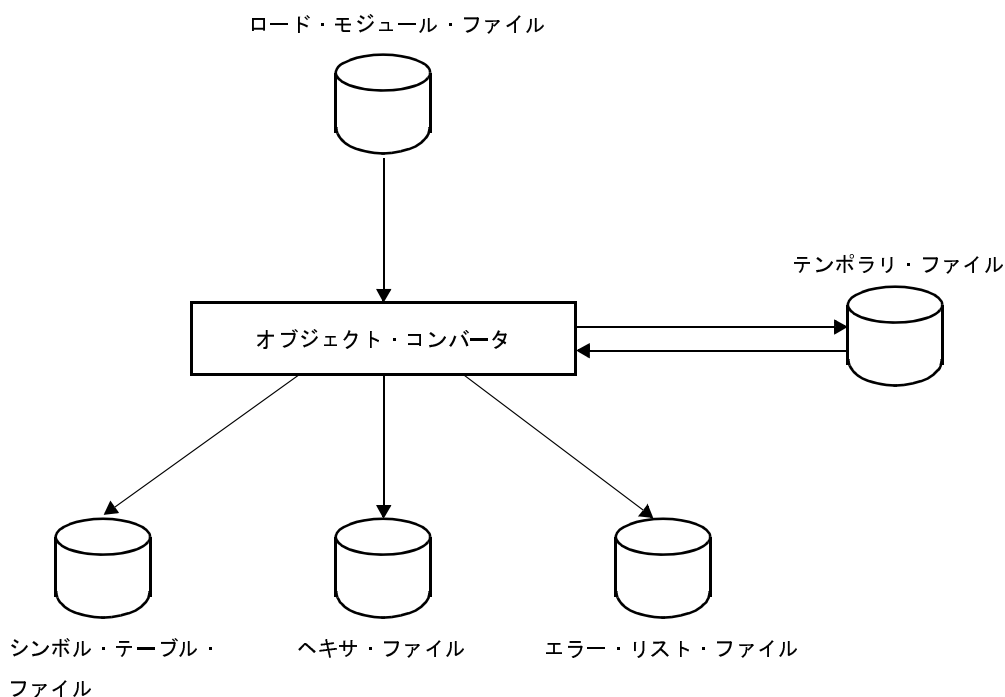 ロード・モジュール・ファイル
テンポラリ・ファイル
オブジェクト・コンバータ
シンボル・テーブル・
ファイル
ヘキサ・ファイル
エラー・リスト・ファイル